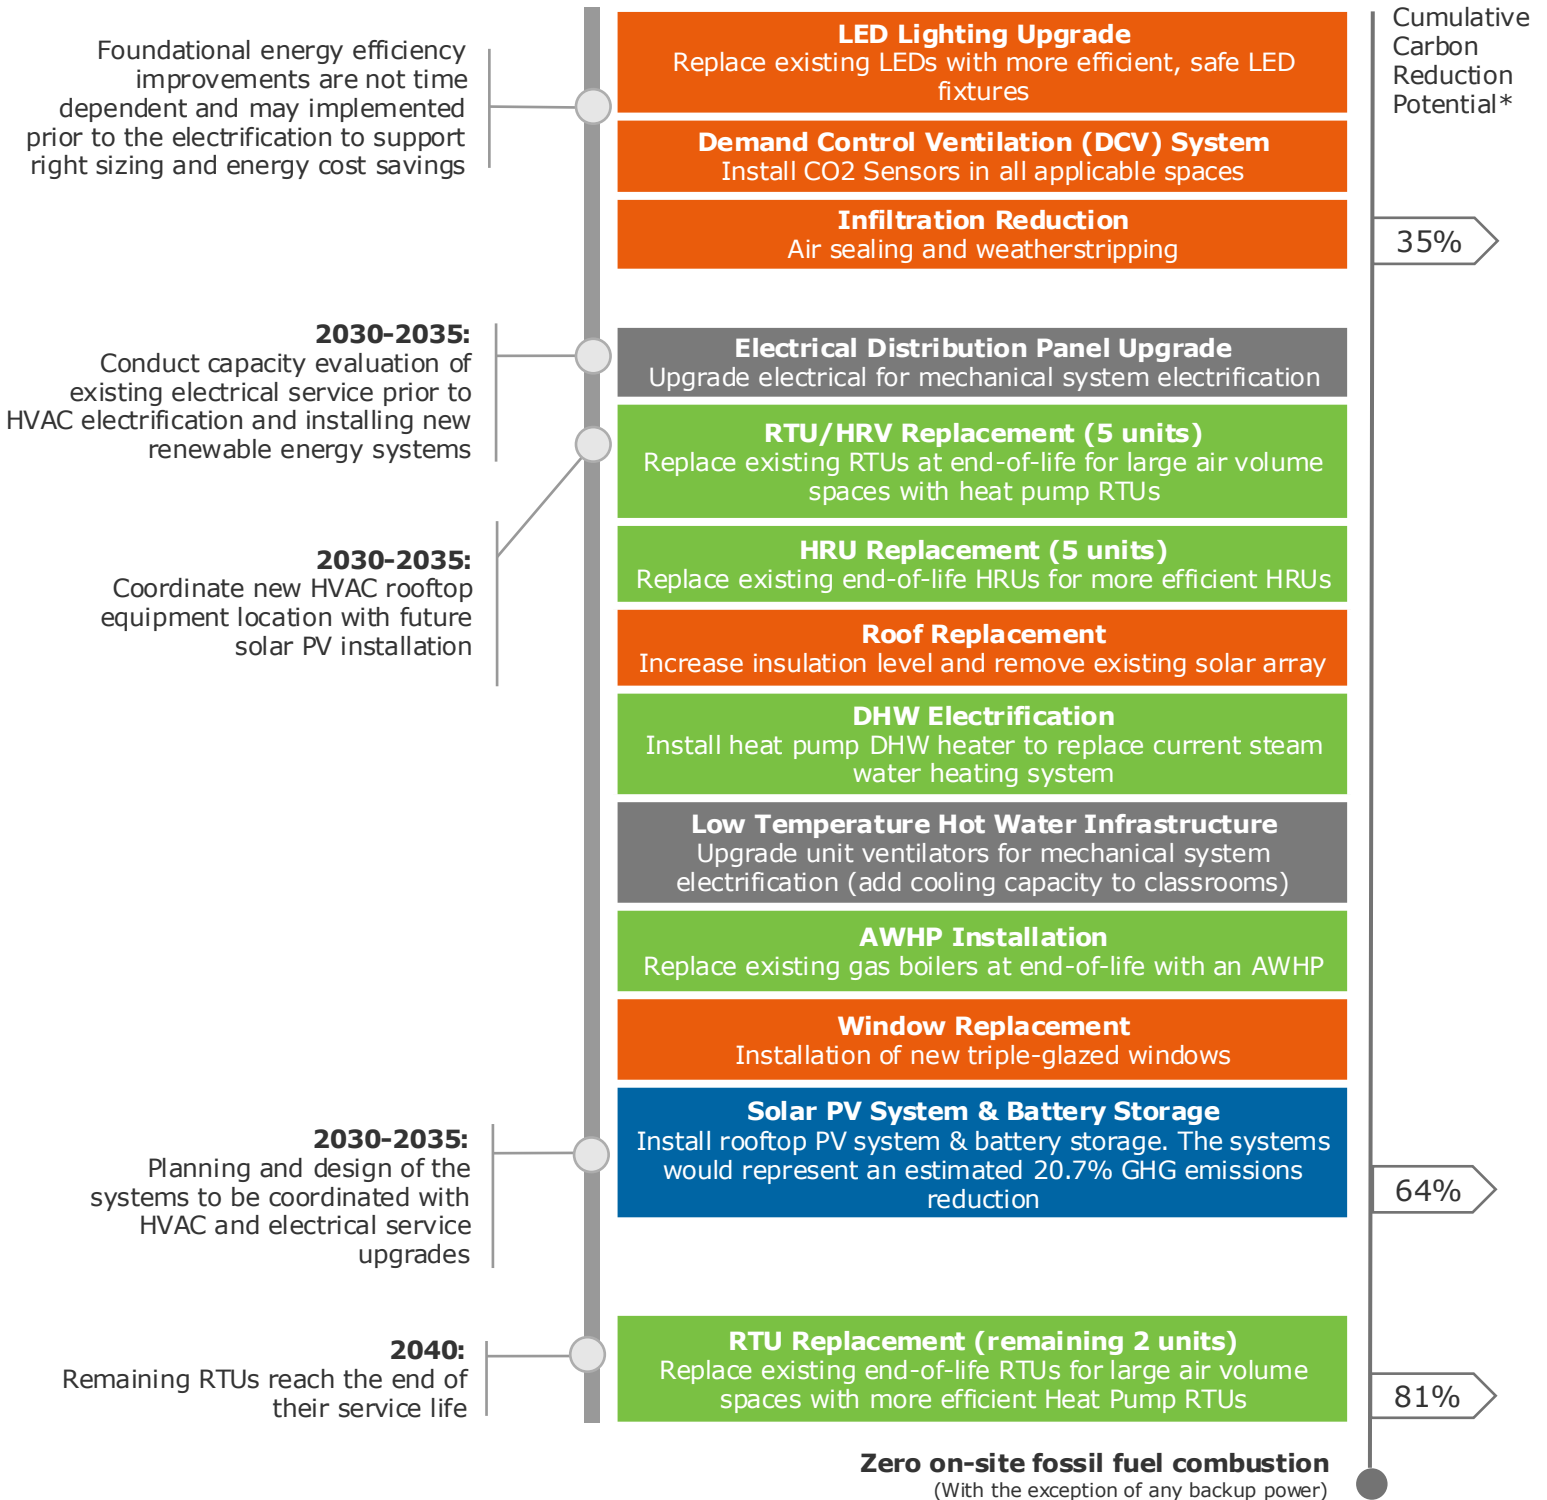 Foundational energy efficiency
improvements are not time
dependent and may implemented
prior to the electrification to support
right sizing and energy cost savings
LED Lighting Upgrade
Replace existing LEDs with more efficient, safe LED
fixtures
Demand Control Ventilation (DCV) System
Install CO2 Sensors in all applicable spaces
Infiltration Reduction
Air sealing and weatherstripping
Cumulative
Carbon
Reduction
Potential*
35%
2030-2035:
Conduct capacity evaluation of
existing electrical service prior to
HVAC electrification and installing new
renewable energy systems
2030-2035:
Coordinate new HVAC rooftop
equipment location with future
solar PV installation
Electrical Distribution Panel Upgrade
Upgrade electrical for mechanical system electrification
RTU/HRV Replacement (5 units)
Replace existing RTUs at end-of-life for large air volume
spaces with heat pump RTUs
HRU Replacement (5 units)
Replace existing end-of-life HRUs for more efficient HRUs
Roof Replacement
Increase insulation level and remove existing solar array
DHW Electrification
Install heat pump DHW heater to replace current steam
water heating system
Low Temperature Hot Water Infrastructure
Upgrade unit ventilators for mechanical system
electrification (add cooling capacity to classrooms)
AWHP Installation
Replace existing gas boilers at end-of-life with an AWHP
Window Replacement
Installation of new triple-glazed windows
2030-2035:
Planning and design of the
systems to be coordinated with
HVAC and electrical service
upgrades
Solar PV System & Battery Storage
Install rooftop PV system & battery storage. The systems
would represent an estimated 20.7% GHG emissions
reduction
64%
2040:
Remaining RTUs reach the end of
their service life
RTU Replacement (remaining 2 units)
Replace existing end-of-life RTUs for large air volume
spaces with more efficient Heat Pump RTUs
81%
Zero on-site fossil fuel combustion
(With the exception of any backup power)